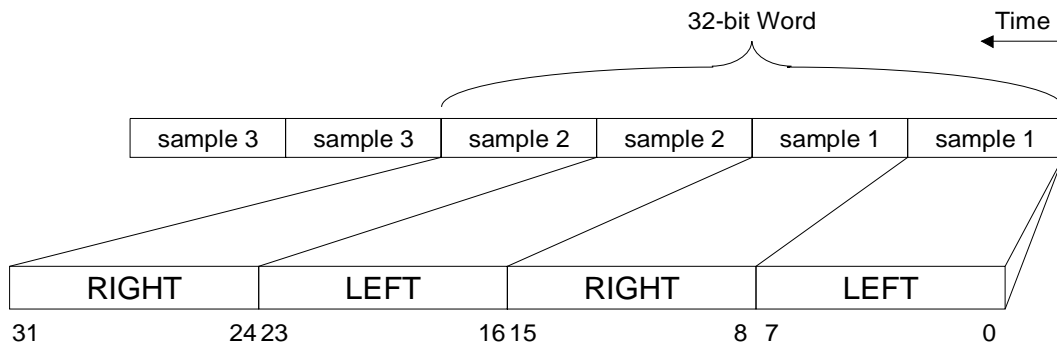 32-bit Word Time
sample 3 sample 3 sample 2 sample 2 sample 1 sample 1
RIGHT LEFT RIGHT LEFT
31 24 23 16 15 8 7 0